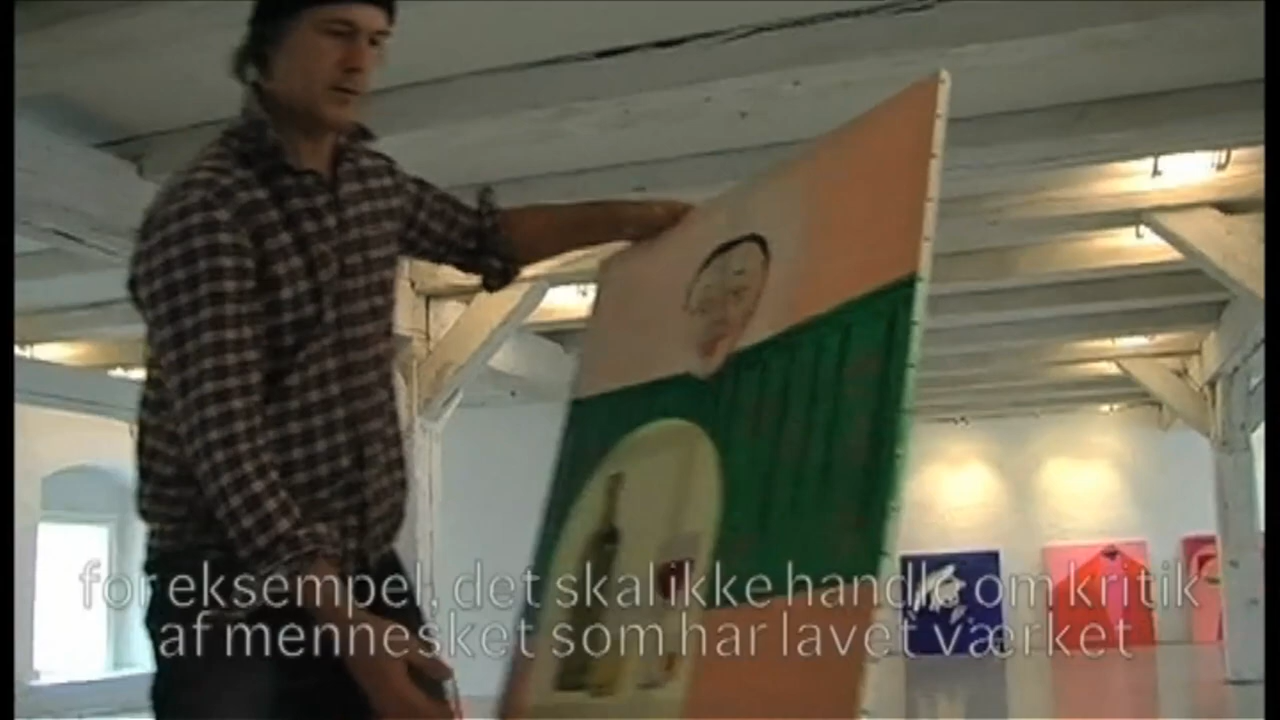 for eksempel, det skal ikke handle om kritik
af mennesket som har lavet værket